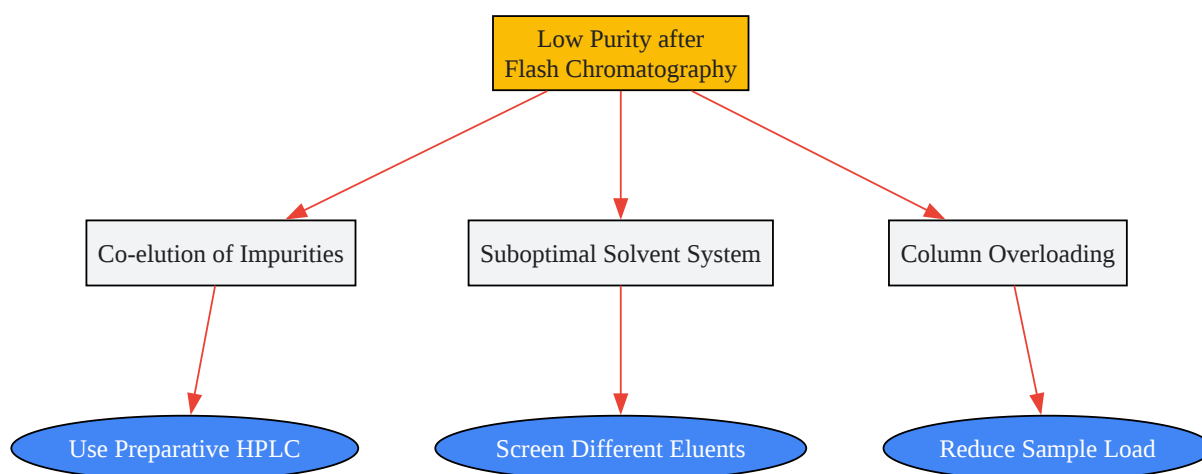 Low Purity after
Flash Chromatography
Co-elution of Impurities
Suboptimal Solvent System
Column Overloading
Use Preparative HPLC
Screen Different Eluents
Reduce Sample Load